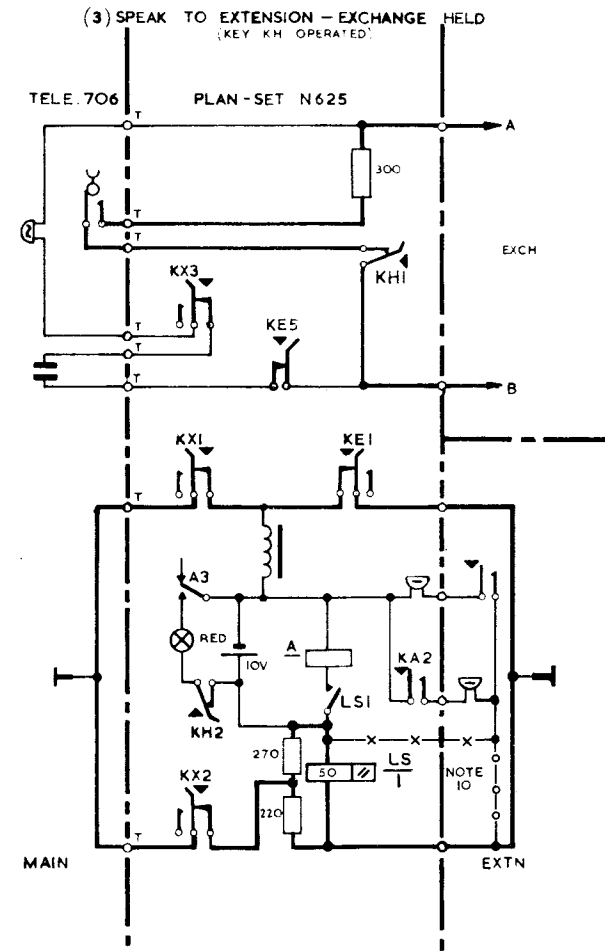 (3) SPEAK TO EXTENSION – EXCHANGE HELD
(KEY KH OPERATED)
TELE. 706
PLAN-SET N625
T
A
300
T
T
EXCH
KH1
KX3
KE5
T
T
T
B
KX1
KE1
T
A3
RED
10V
A
KA2
KH2
LS1
270
50
LS
1
NOTE
10
KX2
220
T
MAIN
EXTN